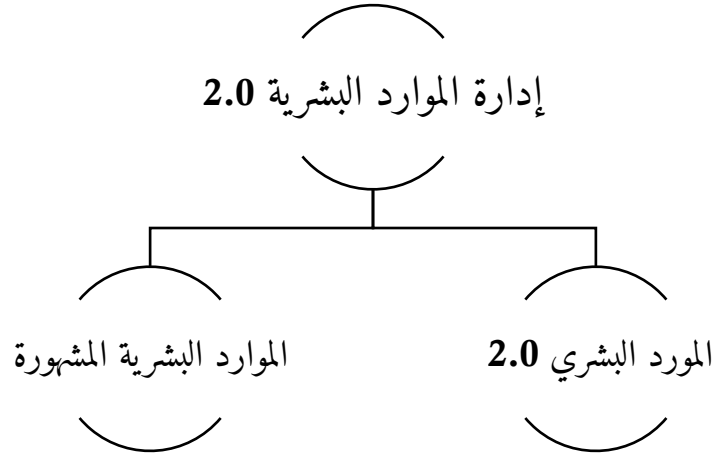 إدارة الموارد البشرية 2.0
المورد البشري 2.0
الموارد البشرية المشهورة